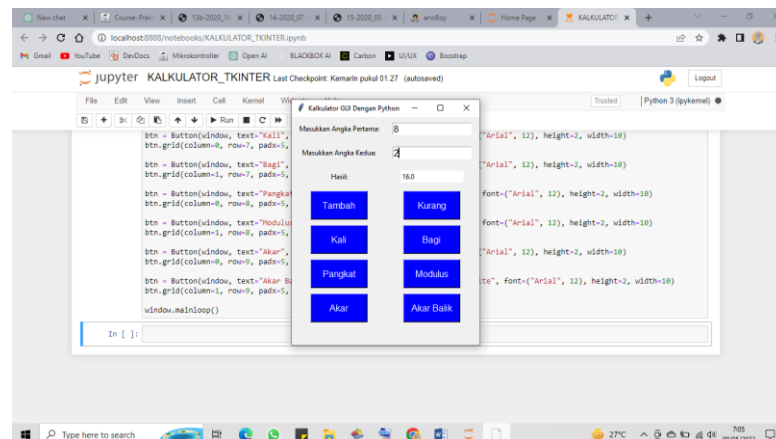 New chat
Course: Prakt
13b-2020_10
14-2020_07.
15-2020_05.
anoBoy
Home Page -
KALKULATOR
localhost:8888/notebooks/KALKULATOR_TKINTER.ipynb
Gmail YouTube DevDocs Mikrokontroller Open AI BLACKBOX AI Carbon UI/UX Boostrap
jupyter KALKULATOR_TKINTER Last Checkpoint: Kemarin pukul 01.27 (autosaved)
Logout
File Edit View Insert Cell Kernel
Trusted Python 3 (ipykernel)
Run
Kalkulator GUI Dengan Python
Masukkan Angka Pertama: 8
Masukkan Angka Kedua: 2
Hasil: 16.0
Tambah Kurang
Kali Bagi
Pangkat Modulus
Akar Akar Balik
btn = Button(window, text="Kali", "Arial", 12), height=2, width=10)
btn.grid(column=0, row=7, padx=5,
btn = Button(window, text="Bagi", "Arial", 12), height=2, width=10)
btn.grid(column=1, row=7, padx=5,
btn = Button(window, text="Pangkat font=("Arial", 12), height=2, width=10)
btn.grid(column=0, row=8, padx=5,
btn = Button(window, text="Modulus font=("Arial", 12), height=2, width=10)
btn.grid(column=1, row=8, padx=5,
btn = Button(window, text="Akar", "Arial", 12), height=2, width=10)
btn.grid(column=0, row=9, padx=5,
btn = Button(window, text="Akar Ba ite", font=("Arial", 12), height=2, width=10)
btn.grid(column=1, row=9, padx=5,
window.mainloop()
In [ ]:
Type here to search
27°C
7:05